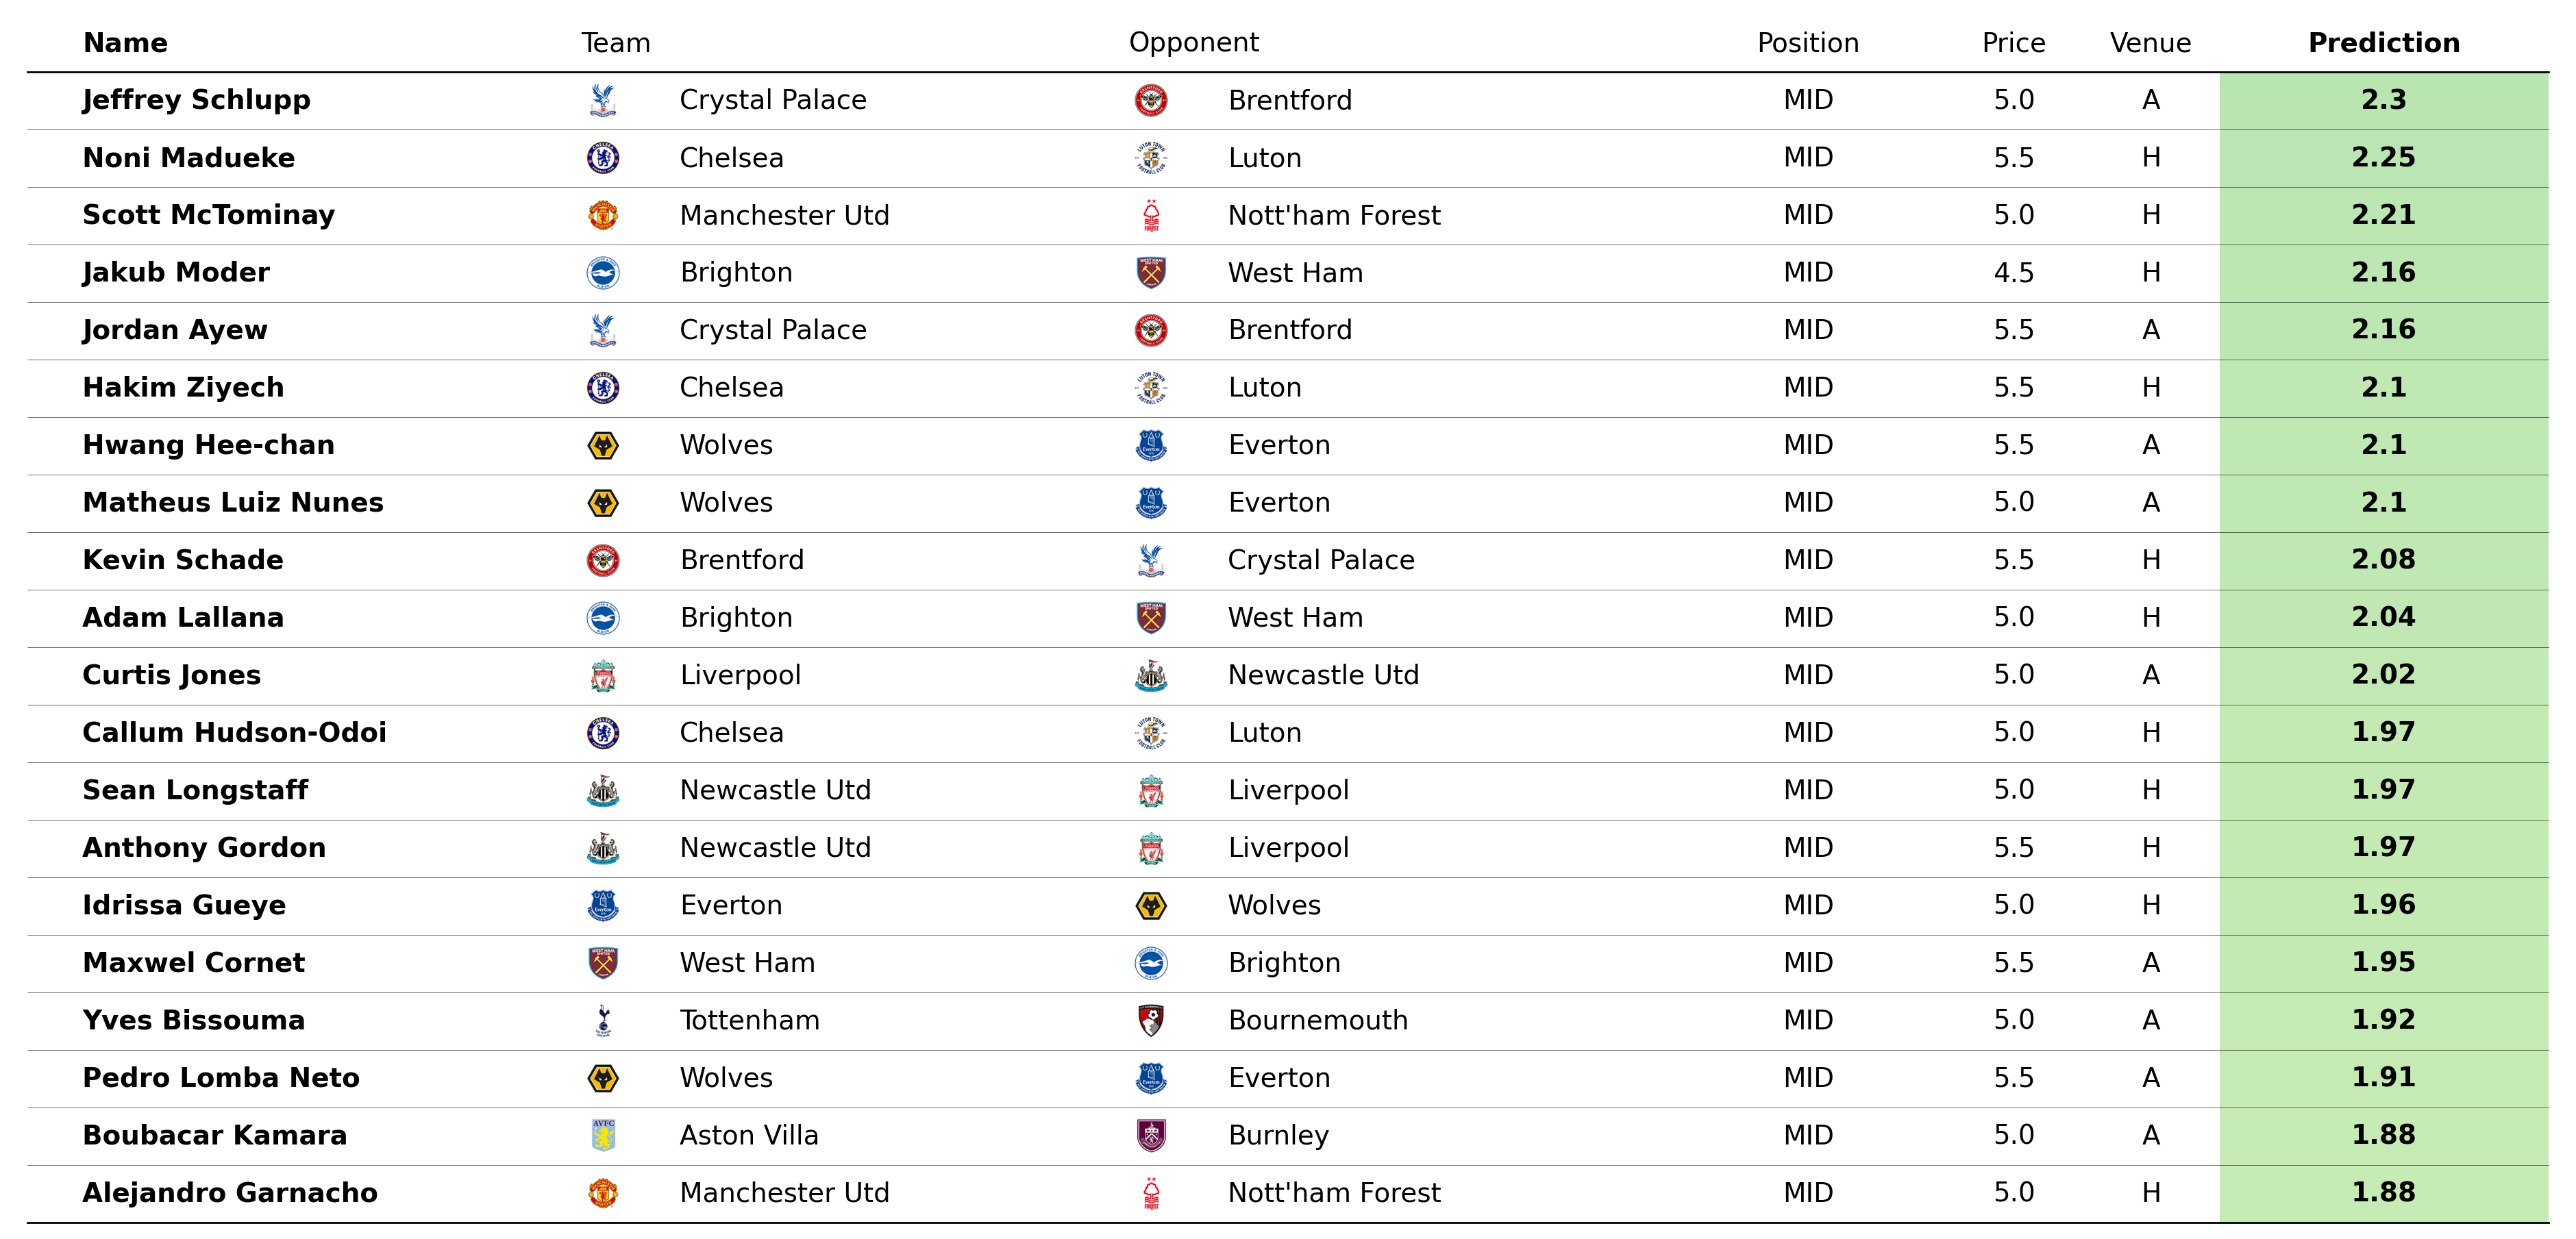 Name Team Opponent Position Price Venue Prediction
Jeffrey Schlupp Crystal Palace Brentford MID 5.0 A 2.3
Noni Madueke Chelsea Luton MID 5.5 H 2.25
Scott McTominay Manchester Utd Nott'ham Forest MID 5.0 H 2.21
Jakub Moder Brighton West Ham MID 4.5 H 2.16
Jordan Ayew Crystal Palace Brentford MID 5.5 A 2.16
Hakim Ziyech Chelsea Luton MID 5.5 H 2.1
Hwang Hee-chan Wolves Everton MID 5.5 A 2.1
Matheus Luiz Nunes Wolves Everton MID 5.0 A 2.1
Kevin Schade Brentford Crystal Palace MID 5.5 H 2.08
Adam Lallana Brighton West Ham MID 5.0 H 2.04
Curtis Jones Liverpool Newcastle Utd MID 5.0 A 2.02
Callum Hudson-Odoi Chelsea Luton MID 5.0 H 1.97
Sean Longstaff Newcastle Utd Liverpool MID 5.0 H 1.97
Anthony Gordon Newcastle Utd Liverpool MID 5.5 H 1.97
Idrissa Gueye Everton Wolves MID 5.0 H 1.96
Maxwel Cornet West Ham Brighton MID 5.5 A 1.95
Yves Bissouma Tottenham Bournemouth MID 5.0 A 1.92
Pedro Lomba Neto Wolves Everton MID 5.5 A 1.91
Boubacar Kamara Aston Villa Burnley MID 5.0 A 1.88
Alejandro Garnacho Manchester Utd Nott'ham Forest MID 5.0 H 1.88